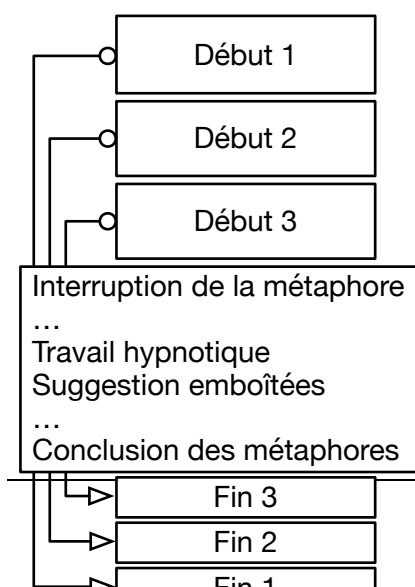 Début 1
Début 2
Début 3
Interruption de la métaphore
…
Travail hypnotique
Suggestion emboîtées
…
Conclusion des métaphores
Fin 3
Fin 2
Fin 1